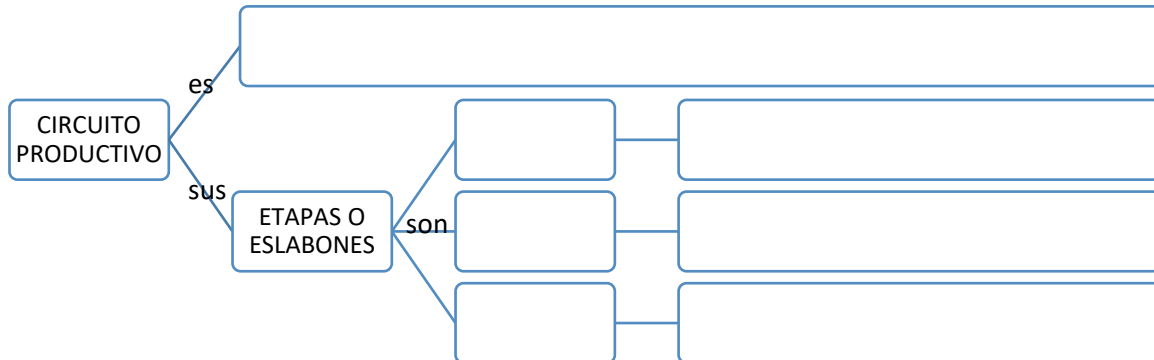 es
CIRCUITO
PRODUCTIVO
sus
ETAPAS O
ESLABONES
son